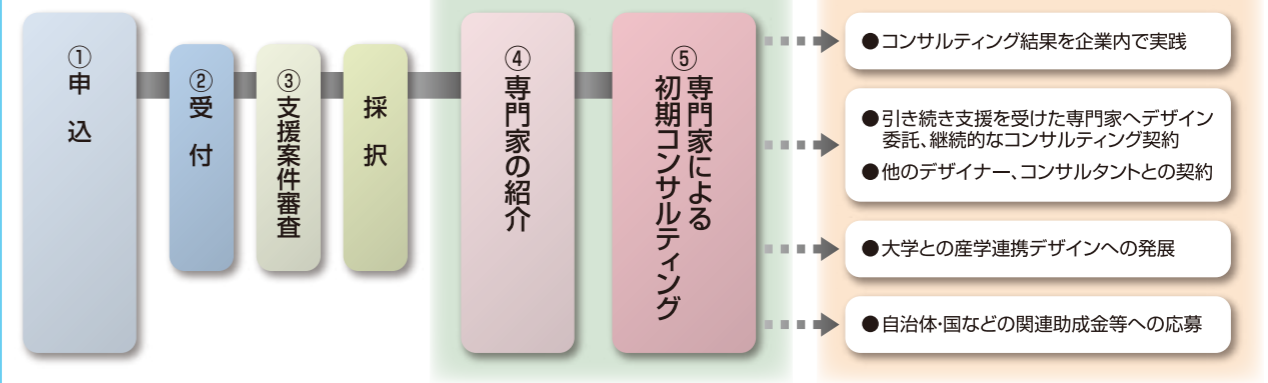 ①申込
②受付
③支援案件審査
採択
④専門家の紹介
⑤専門家による
初期コンサルティング
●コンサルティング結果を企業内で実践
●引き続き支援を受けた専門家へデザイン
委託、継続的なコンサルティング契約
●他のデザイナー、コンサルタントとの契約
●大学との産学連携デザインへの発展
●自治体・国などの関連助成金等への応募